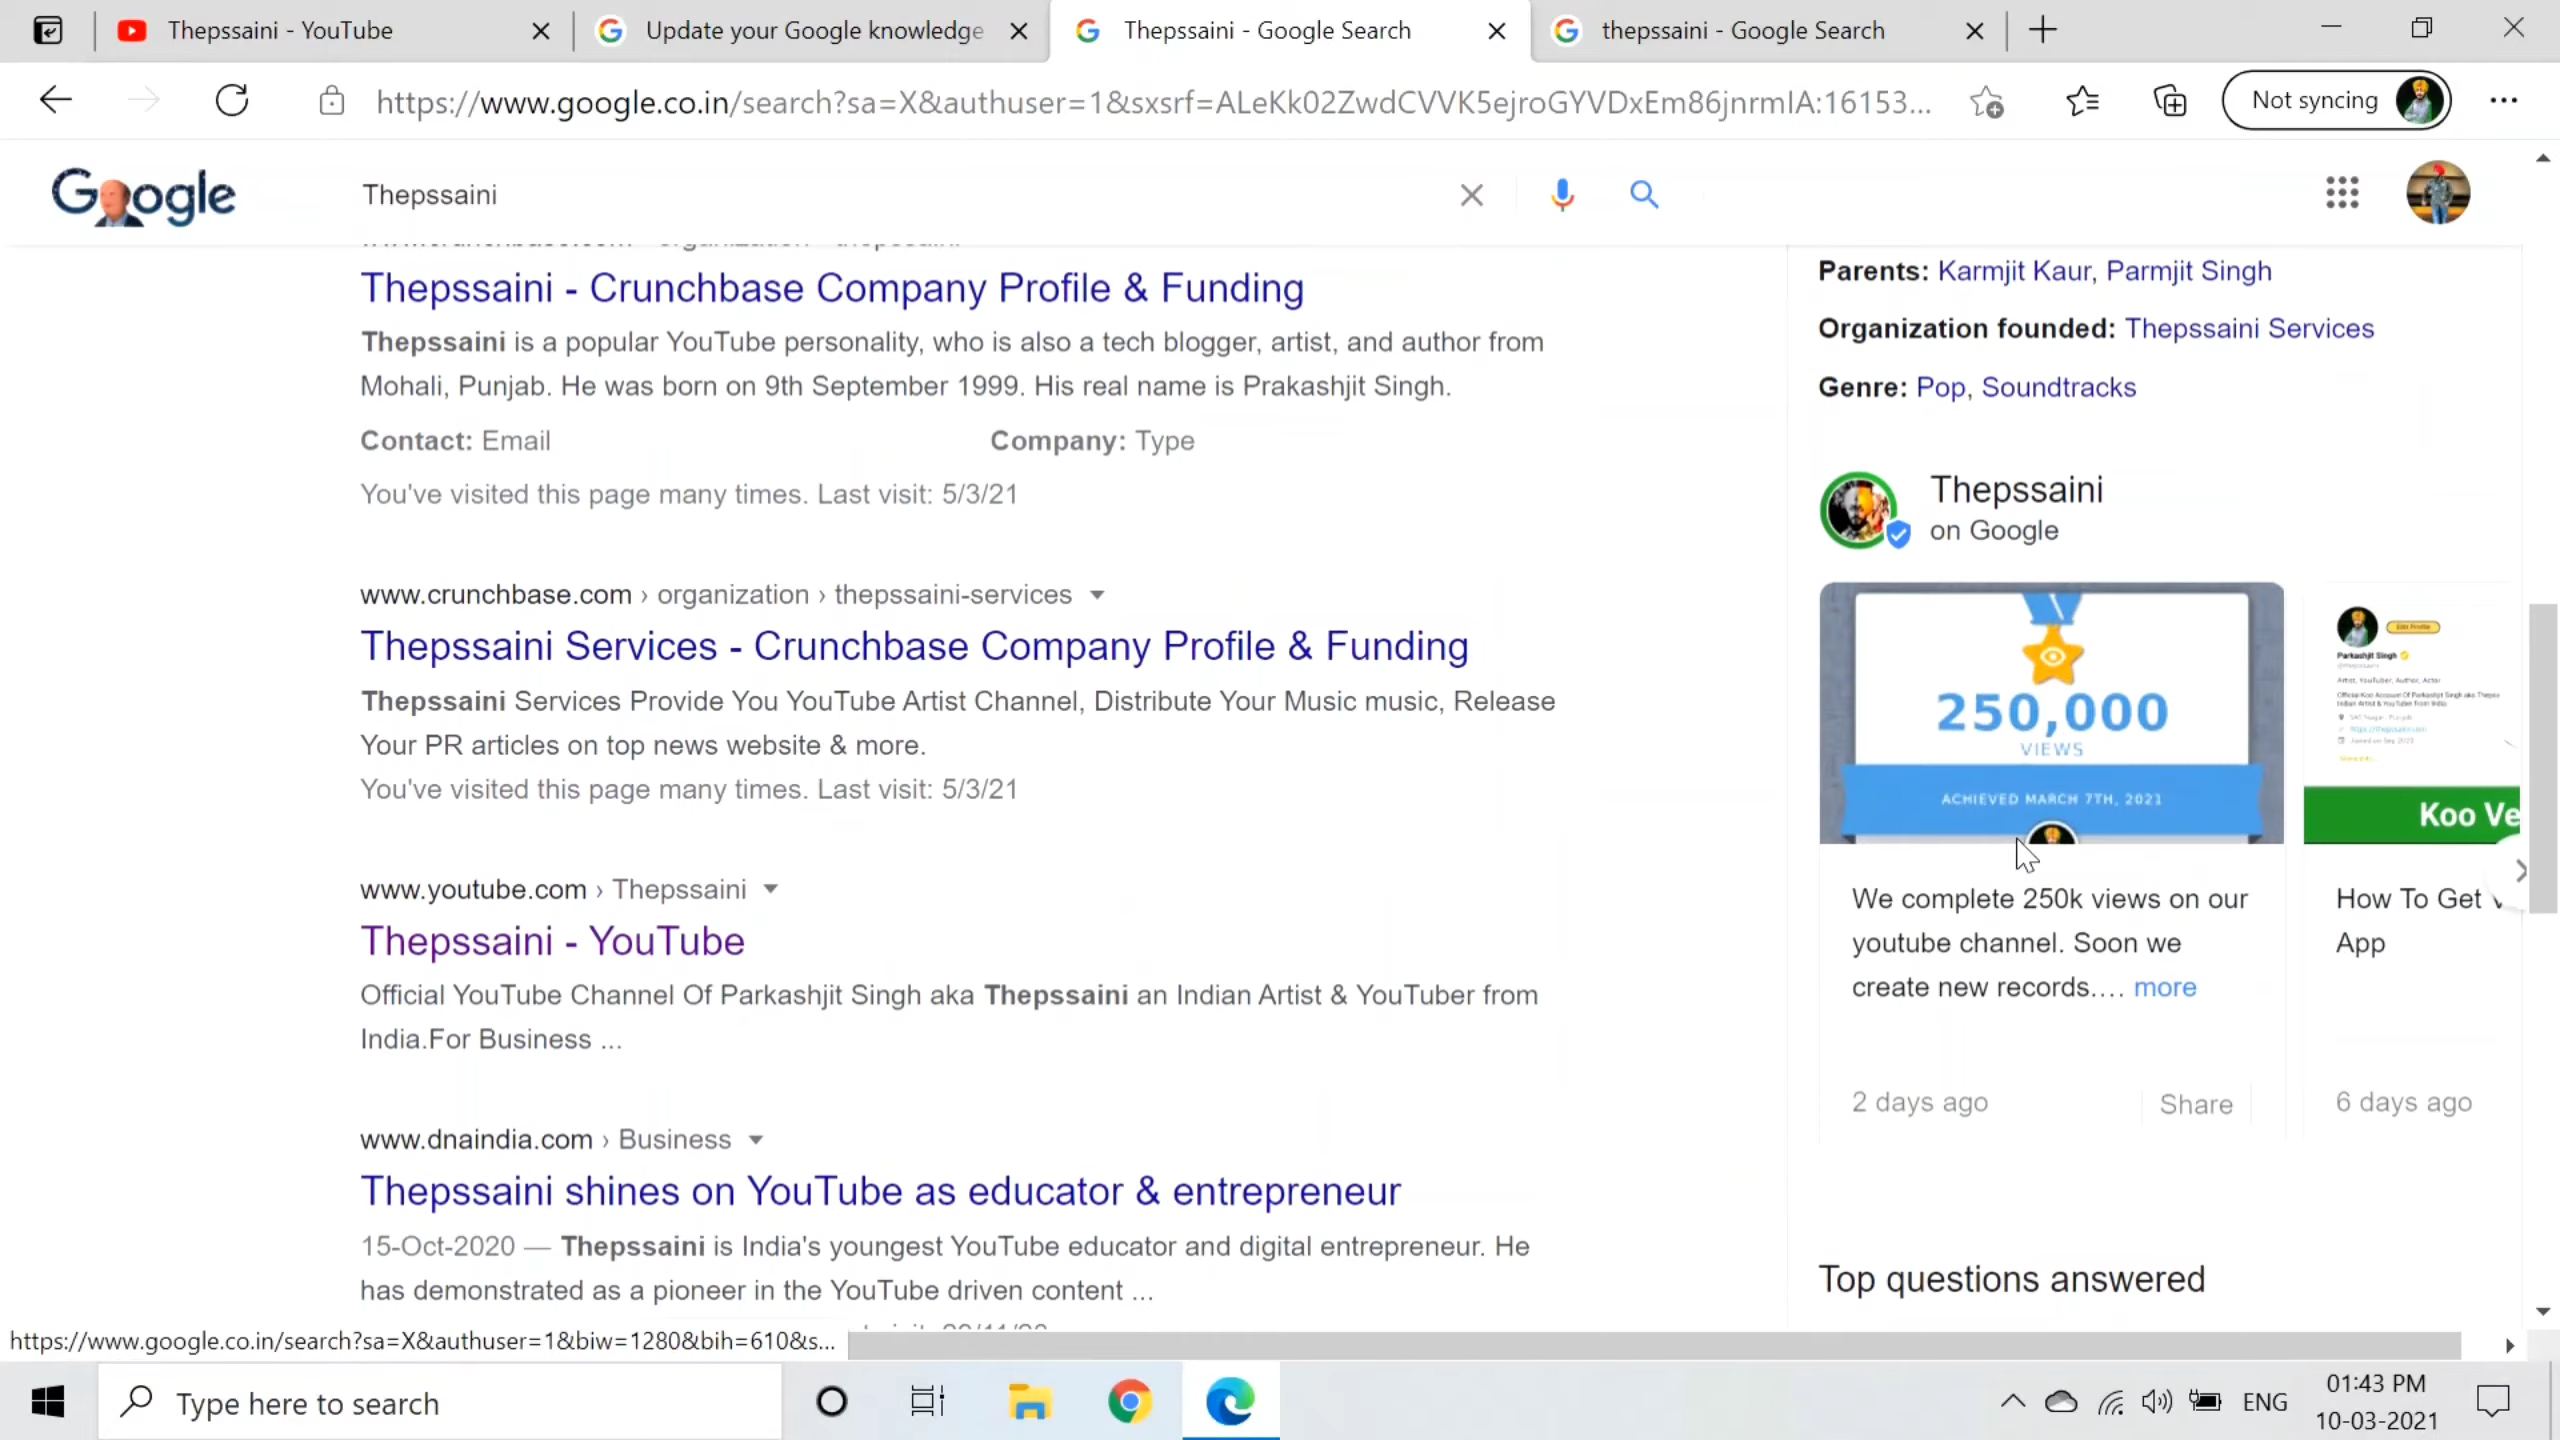 Thepssaini - YouTube
Update your Google knowledge
Thepssaini - Google Search
thepssaini - Google Search
https://www.google.co.in/search?sa=X&authuser=1&sxsrf=ALeKk02ZwdCVVK5ejroGYVDxEm86jnrmIA:16153...
Not syncing
Google
Thepssaini
Thepssaini - Crunchbase Company Profile & Funding
Thepssaini is a popular YouTube personality, who is also a tech blogger, artist, and author from
Mohali, Punjab. He was born on 9th September 1999. His real name is Prakashjit Singh.
Contact: Email
Company: Type
You've visited this page many times. Last visit: 5/3/21
www.crunchbase.com › organization › thepssaini-services
Thepssaini Services - Crunchbase Company Profile & Funding
Thepssaini Services Provide You YouTube Artist Channel, Distribute Your Music music, Release
Your PR articles on top news website & more.
You've visited this page many times. Last visit: 5/3/21
www.youtube.com › Thepssaini
Thepssaini - YouTube
Official YouTube Channel Of Parkashjit Singh aka Thepssaini an Indian Artist & YouTuber from
India.For Business ...
www.dnaindia.com › Business
Thepssaini shines on YouTube as educator & entrepreneur
15-Oct-2020 — Thepssaini is India's youngest YouTube educator and digital entrepreneur. He
has demonstrated as a pioneer in the YouTube driven content ...
Parents: Karmjit Kaur, Parmjit Singh
Organization founded: Thepssaini Services
Genre: Pop, Soundtracks
Thepssaini
on Google
250,000
VIEWS
ACHIEVED MARCH 7TH, 2021
We complete 250k views on our
youtube channel. Soon we
create new records.... more
2 days ago
Share
Edit Profile
Parkashjit Singh
Artist, YouTuber, Author, Actor
Koo Ve
How To Get
App
6 days ago
Top questions answered
https://www.google.co.in/search?sa=X&authuser=1&biw=1280&bih=610&s...
Type here to search
ENG
01:43 PM
10-03-2021